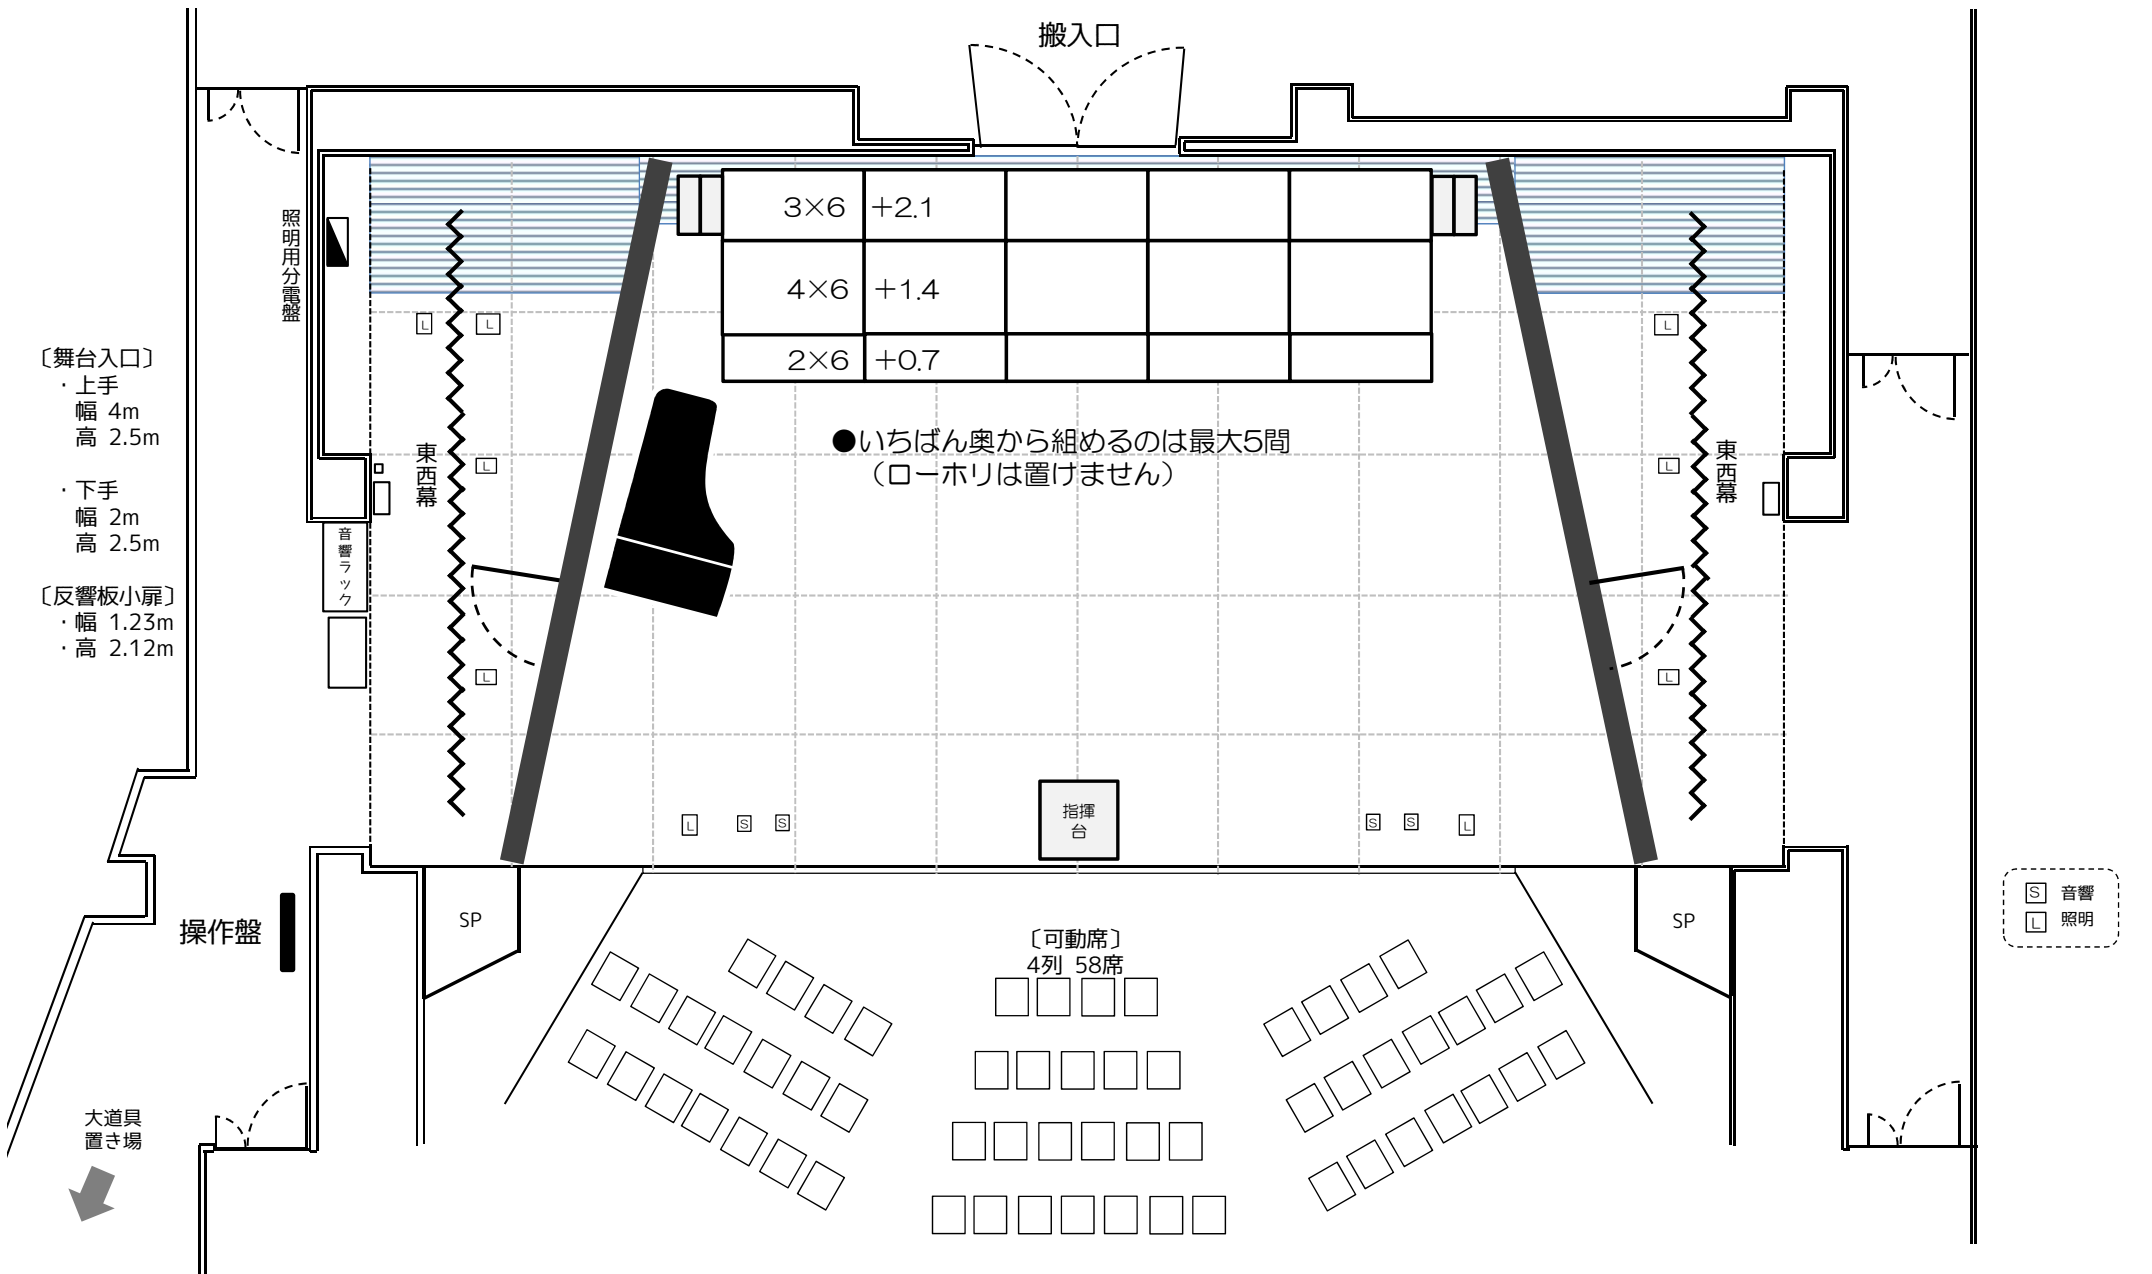 搬入口
照明用分電盤
3×6 +2.1
4×6 +1.4
2×6 +0.7
L
L
L
〔舞台入口〕
・上手
幅 4m
高 2.5m
・下手
幅 2m
高 2.5m
〔反響板小扉〕
・幅 1.23m
・高 2.12m
●いちばん奥から組めるのは最大5間
（ローホリは置けません）
東西幕
東西幕
L
L
音響ラック
L
L
L
S
S
指揮
台
S
S
L
操作盤
SP
SP
S 音響
L 照明
〔可動席〕
4列 58席
大道具
置き場